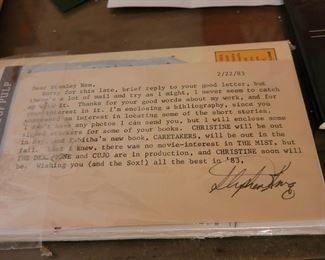 OF PULP
2/22/83
Dear Stanley
Sorry for this late, brief reply to your good letter, but
there's a lot of mail and try as I might, I never seem to catch
my Thanks for your good words about my work, and for
interest in it. I'm enclosing a bibliography, since you
interest in locating some of the short stories.
I don't have any photos I can send you, but I will enclose some
stickers for some of your books. CHRISTINE will be out
in and Tabitha's new book, CARETAKERS, will be out in the
fall. I knew, there was no movie-interest in THE MIST, but
THE DEAD ZONE and CUJO are in production, and CHRISTINE soon will
be. Wishing you (and the Sox!) all the best in '83,
Stephen King